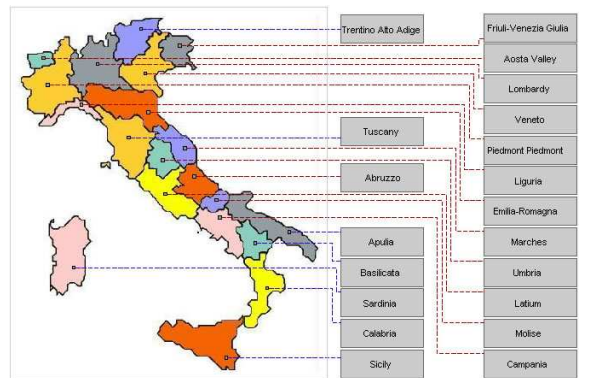 Trentino Alto Adige
Tuscany
Abruzzo
Apulia
Basilicata
Sardinia
Calabria
Sicily
Friuli-Venezia Giulia
Aosta Valley
Lombardy
Veneto
Piedmont Piedmont
Liguria
Emilia-Romagna
Marches
Umbria
Latium
Molise
Campania